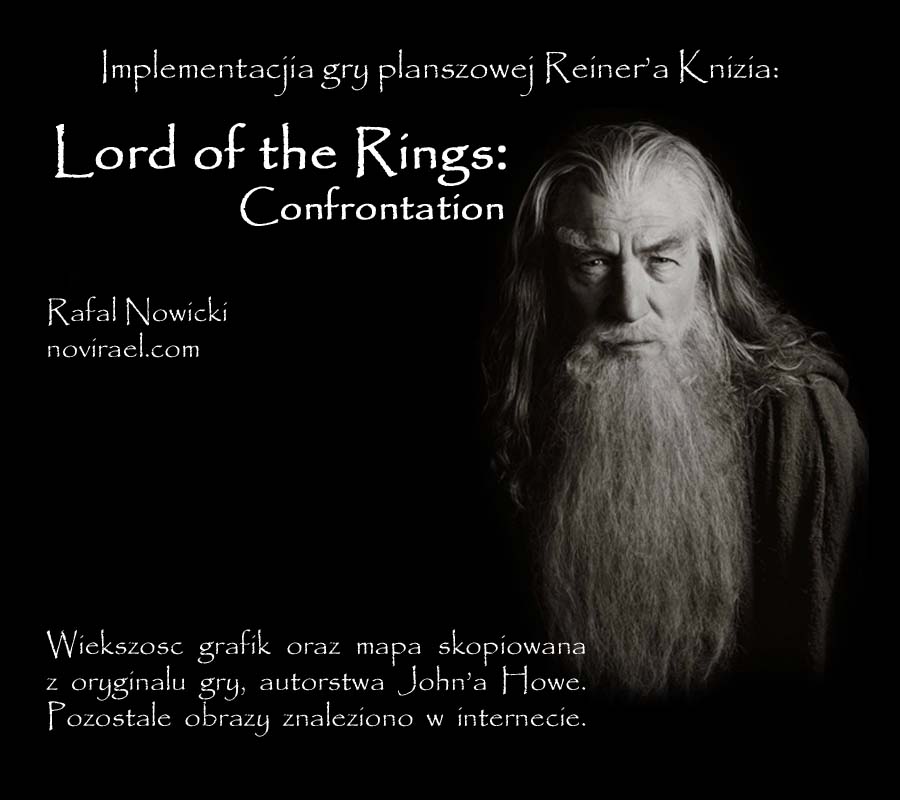 Implementacjia gry planszowej Reiner'a Knizia:
Lord of the Rings:
Confrontation
Rafal Nowicki
novirael.com
Wiekszosc grafik oraz mapa skopiowana
z oryginalu gry, autorstwa John'a Howe.
Pozostale obrazy znaleziono w internecie.